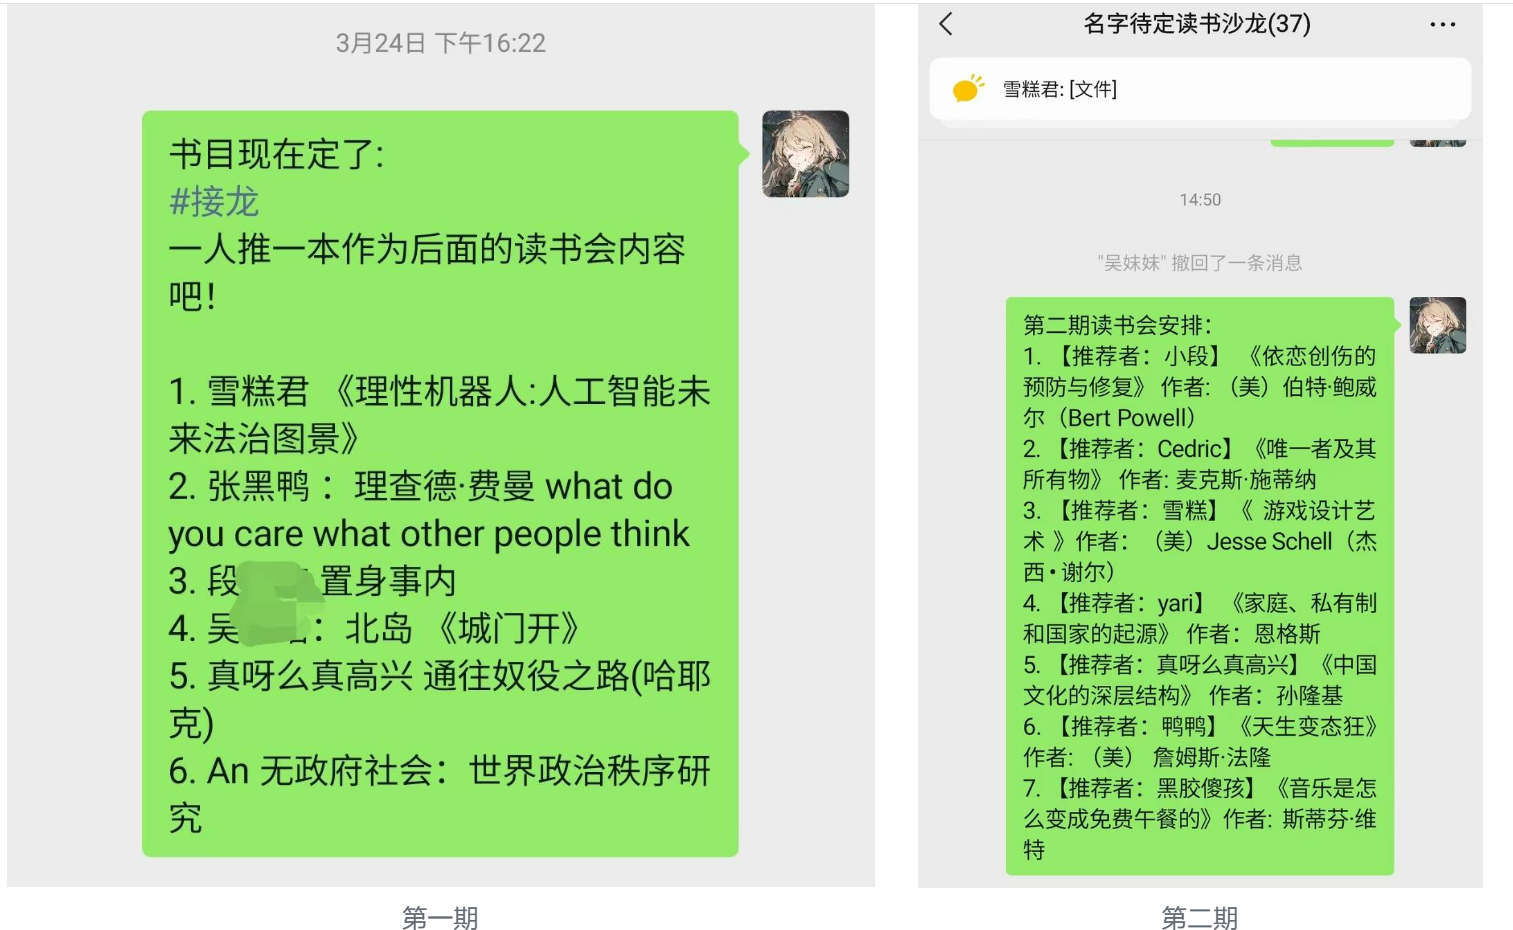 3月24日 下午16:22
书目现在定了:
#接龙
一人推一本作为后面的读书会内容
吧！
1. 雪糕君 《理性机器人:人工智能未
来法治图景》
2. 张黑鸭 ： 理查德·费曼 what do
you care what other people think
3. 段 置身事内
4. 吴 ： 北岛 《城门开》
5. 真呀么真高兴 通往奴役之路(哈耶
克)
6. An 无政府社会：世界政治秩序研
究
第一期
名字待定读书沙龙(37)
雪糕君: [文件]
14:50
"吴妹妹" 撤回了一条消息
第二期读书会安排：
1. 【推荐者：小段】 《依恋创伤的
预防与修复》 作者: （美）伯特·鲍威
尔（Bert Powell）
2. 【推荐者：Cedric】《唯一者及其
所有物》 作者: 麦克斯·施蒂纳
3. 【推荐者：雪糕】《 游戏设计艺
术 》作者：（美）Jesse Schell（杰
西 • 谢尔）
4. 【推荐者：yari】 《家庭、私有制
和国家的起源》 作者：恩格斯
5. 【推荐者：真呀么真高兴】《中国
文化的深层结构》 作者：孙隆基
6. 【推荐者：鸭鸭】《天生变态狂》
作者: （美） 詹姆斯·法隆
7. 【推荐者：黑胶傻孩】《音乐是怎
么变成免费午餐的》作者: 斯蒂芬·维
特
第二期